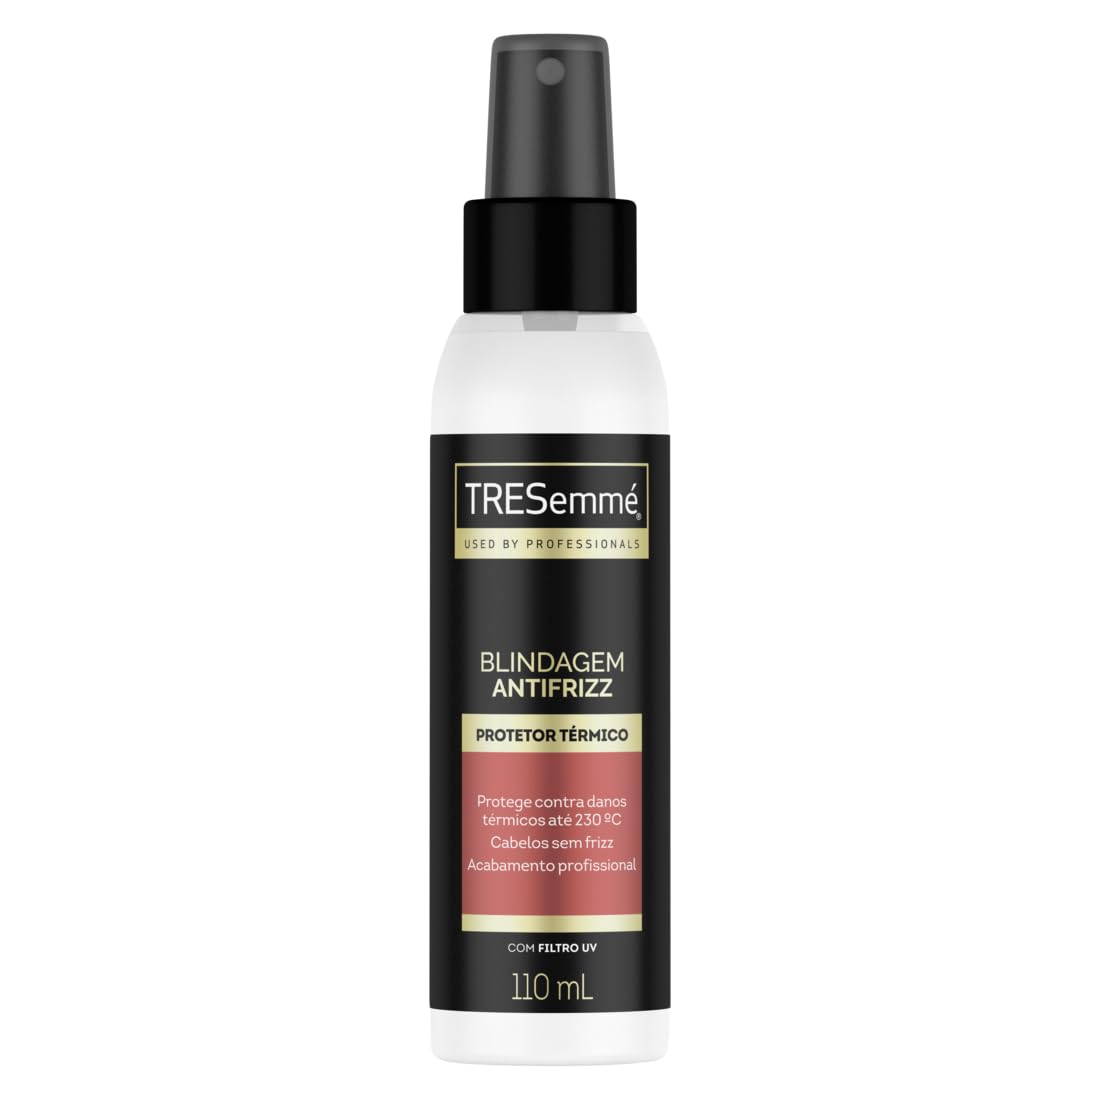 TRESemmé®
USED BY PROFESSIONALS
BLINDAGEM
ANTIFRIZZ
PROTETOR TÉRMICO
Protege contra danos
térmicos até 230 ºC
Cabelos sem frizz
Acabamento profissional
COM FILTRO UV
110 mL